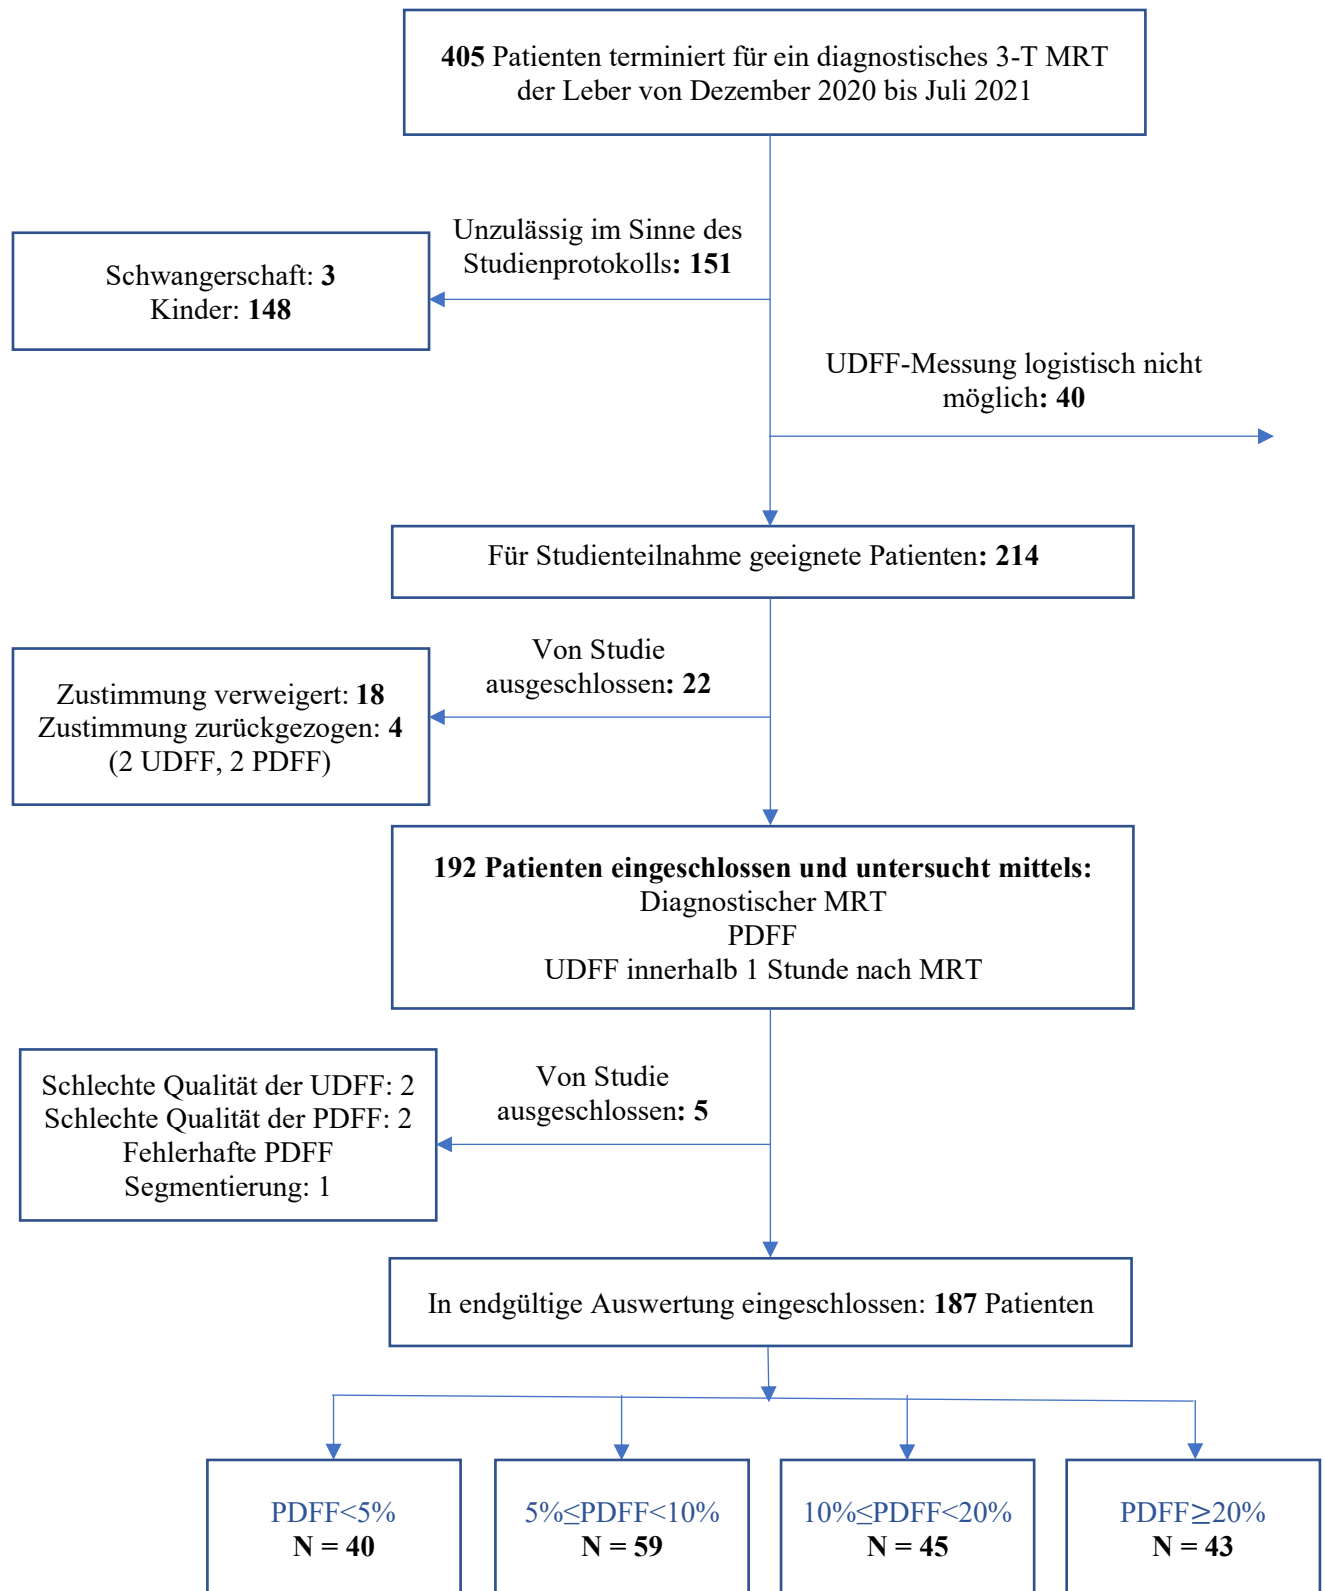 405 Patienten terminiert für ein diagnostisches 3-T MRT
der Leber von Dezember 2020 bis Juli 2021
Unzulässig im Sinne des
Studienprotokolls: 151
Schwangerschaft: 3
Kinder: 148
UDFF-Messung logistisch nicht
möglich: 40
Für Studienteilnahme geeignete Patienten: 214
Von Studie
ausgeschlossen: 22
Zustimmung verweigert: 18
Zustimmung zurückgezogen: 4
(2 UDFF, 2 PDFF)
192 Patienten eingeschlossen und untersucht mittels:
Diagnostischer MRT
PDFF
UDFF innerhalb 1 Stunde nach MRT
Von Studie
ausgeschlossen: 5
Schlechte Qualität der UDFF: 2
Schlechte Qualität der PDFF: 2
Fehlerhafte PDFF
Segmentierung: 1
In endgültige Auswertung eingeschlossen: 187 Patienten
PDFF<5%
N = 40
5%≤PDFF<10%
N = 59
10%≤PDFF<20%
N = 45
PDFF≥20%
N = 43